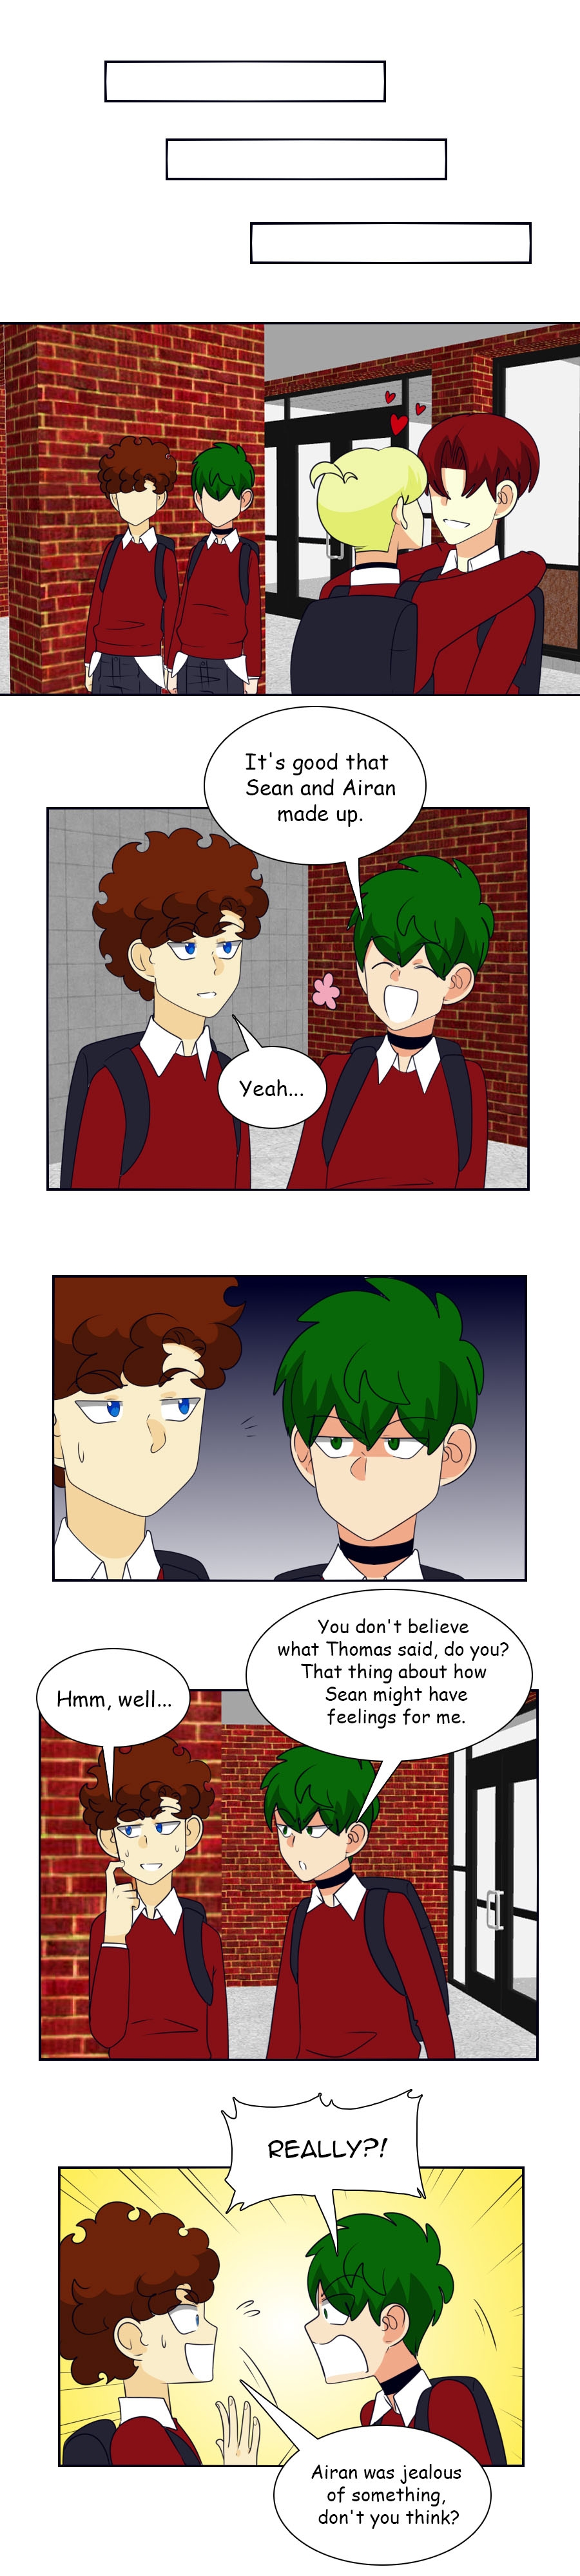 It's good that
Sean and Airan
made up.
Yeah...
You don't believe
what Thomas said, do you?
That thing about how
Sean might have
feelings for me.
Hmm, well...
REALLY?!
Airan was jealous
of something,
don't you think?